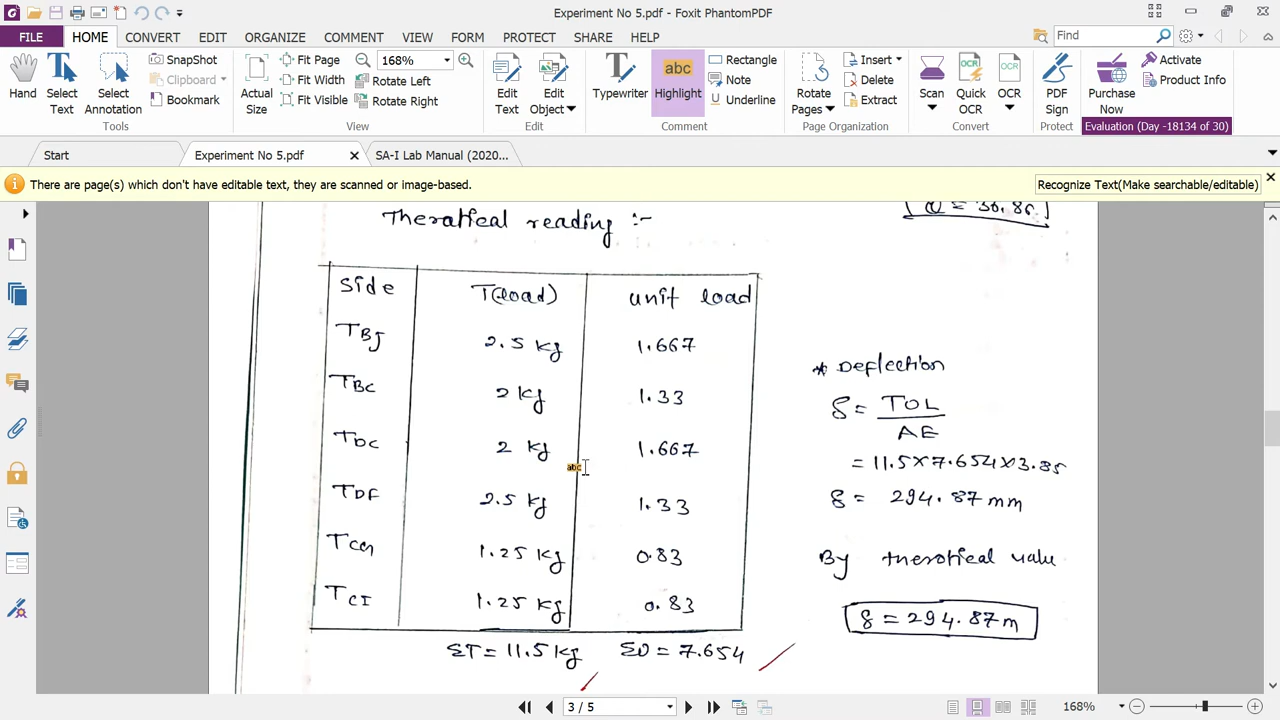 Experiment No 5.pdf - Foxit PhantomPDF
FILE HOME CONVERT EDIT ORGANIZE COMMENT VIEW FORM PROTECT SHARE HELP Find
Hand
Select Text
Select Annotation
SnapShot
Clipboard
Bookmark
Tools
Actual Size
Fit Page
Fit Width
Fit Visible
168%
Rotate Left
Rotate Right
View
Edit Text
Edit Object
Edit
Typewriter
abc
Highlight
Rectangle
Note
Underline
Comment
Rotate Pages
Insert
Delete
Extract
Page Organization
Scan
OCR
Quick OCR
OCR
OCR
Convert
PDF Sign
Protect
Purchase Now
Activate
Product Info
Evaluation (Day -18134 of 30)
Start Experiment No 5.pdf SA-I Lab Manual (2020...
There are page(s) which don't have editable text, they are scanned or image-based. Recognize Text(Make searchable/editable)
Theratical reading :-
Side T(load) unit load
TBJ 2.5 kg 1.667
TBC 2 kg 1.33
TDC 2 kg 1.667
abc
TDF 2.5 kg 1.33
1.25 kg 0.83
TCI 1.25 kg 0.83
ΣT = 11.5 kg ΣU = 7.654
* Deflection
δ = TOL
AE
= 11.5×7.654×3.85
δ = 294.87 mm
By therotical value
δ = 294.87 m
3 / 5 168%